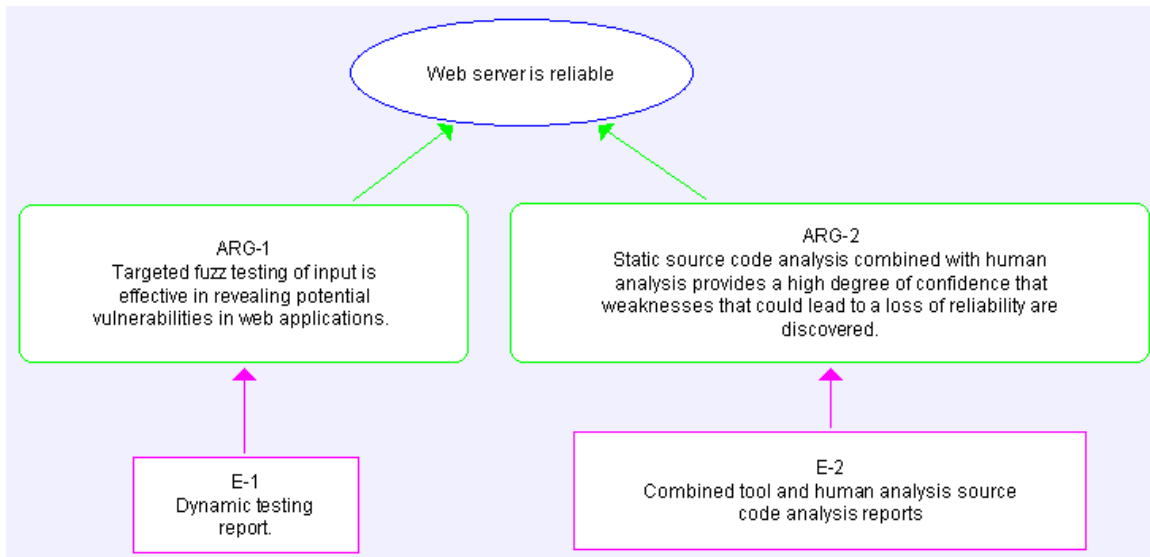 Web server is reliable
ARG-1
Targeted fuzz testing of input is
effective in revealing potential
vulnerabilities in web applications.
ARG-2
Static source code analysis combined with human
analysis provides a high degree of confidence that
weaknesses that could lead to a loss of reliability are
discovered.
E-1
Dynamic testing
report.
E-2
Combined tool and human analysis source
code analysis reports